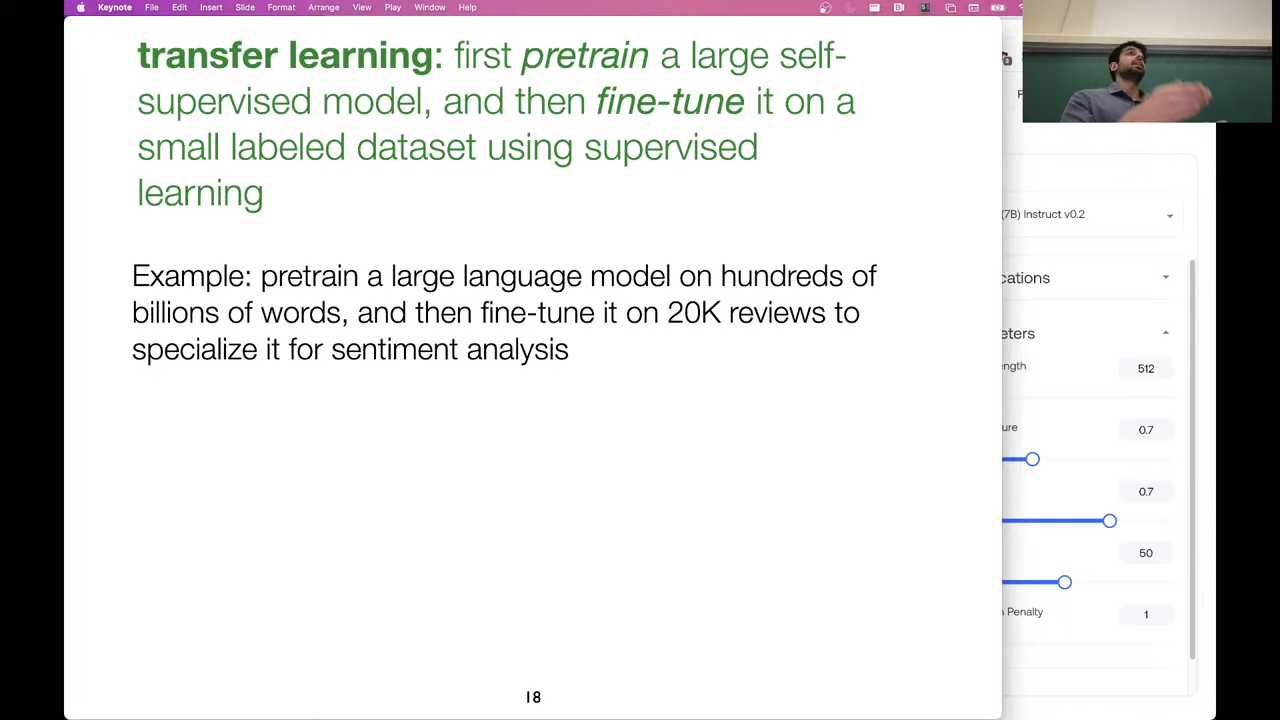 Keynote File Edit Insert Slide Format Arrange View Play Window Help
transfer learning: first pretrain a large self-
supervised model, and then fine-tune it on a
small labeled dataset using supervised
learning
Example: pretrain a large language model on hundreds of
billions of words, and then fine-tune it on 20K reviews to
specialize it for sentiment analysis
18
(7B) Instruct v0.2
cations
eters
ngth
512
ure
0.7
0.7
50
n Penalty
1